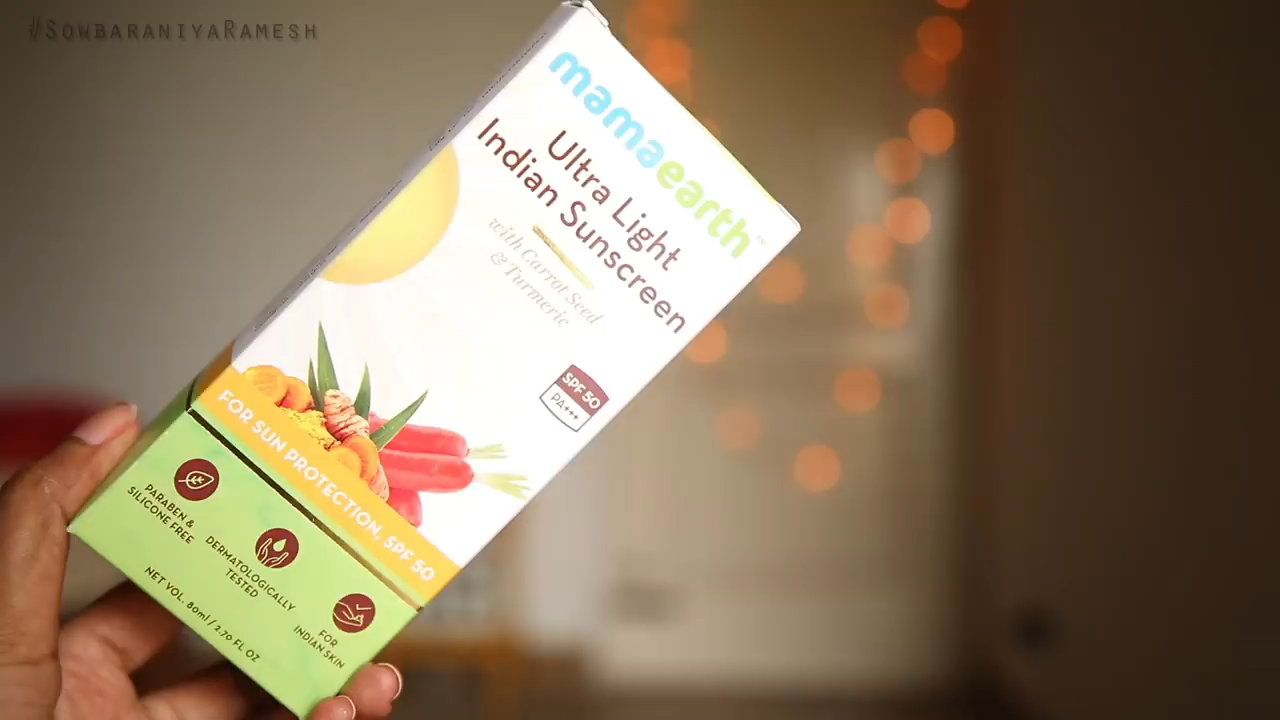 #SowbaraniyaRamesh
mamaearth™
Ultra Light
Indian Sunscreen
with Carrot Seed
& Turmeric
SPF 50
PA+++
FOR SUN PROTECTION, SPF 50
PARABEN &
SILICONE FREE
DERMATOLOGICALLY
TESTED
FOR
INDIAN SKIN
NET VOL. 80ml / 2.70 FL OZ